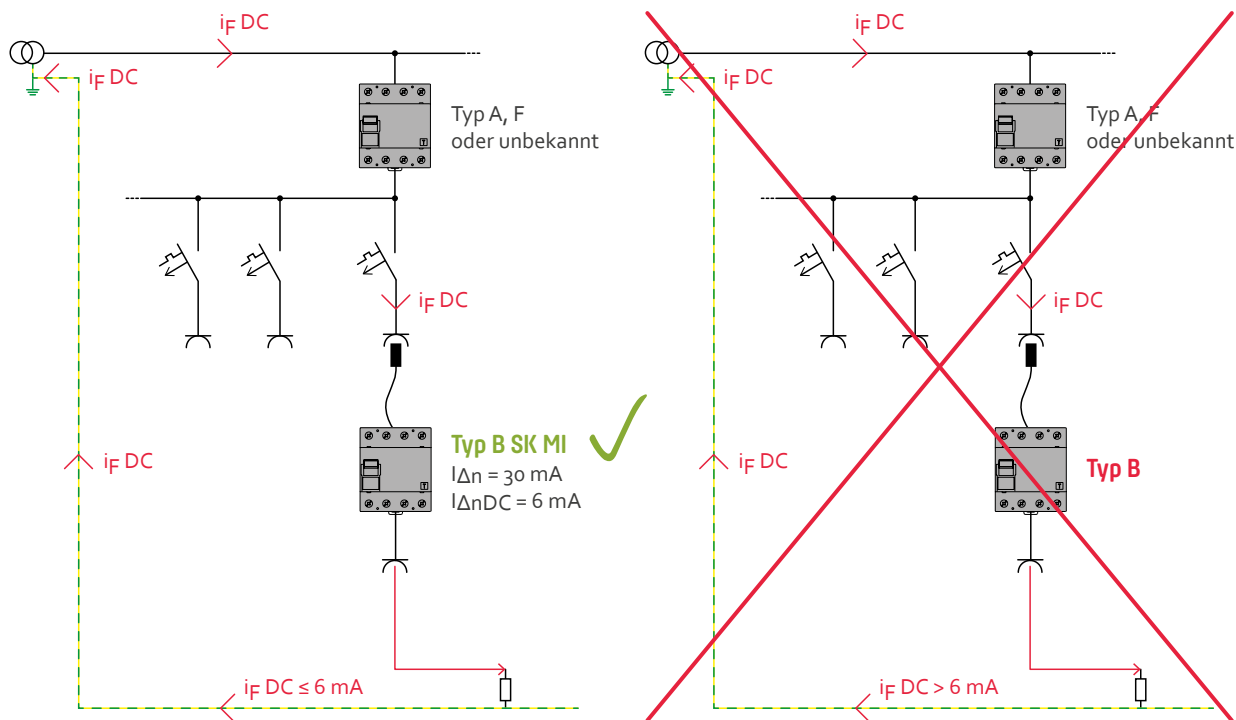 iF DC
iF DC
Typ A, F
oder unbekannt
iF DC
iF DC
Typ B SK MI
I∆n = 30 mA
I∆nDC = 6 mA
iF DC ≤ 6 mA
iF DC
iF DC
Typ A, F
oder unbekannt
iF DC
iF DC
Typ B
iF DC > 6 mA